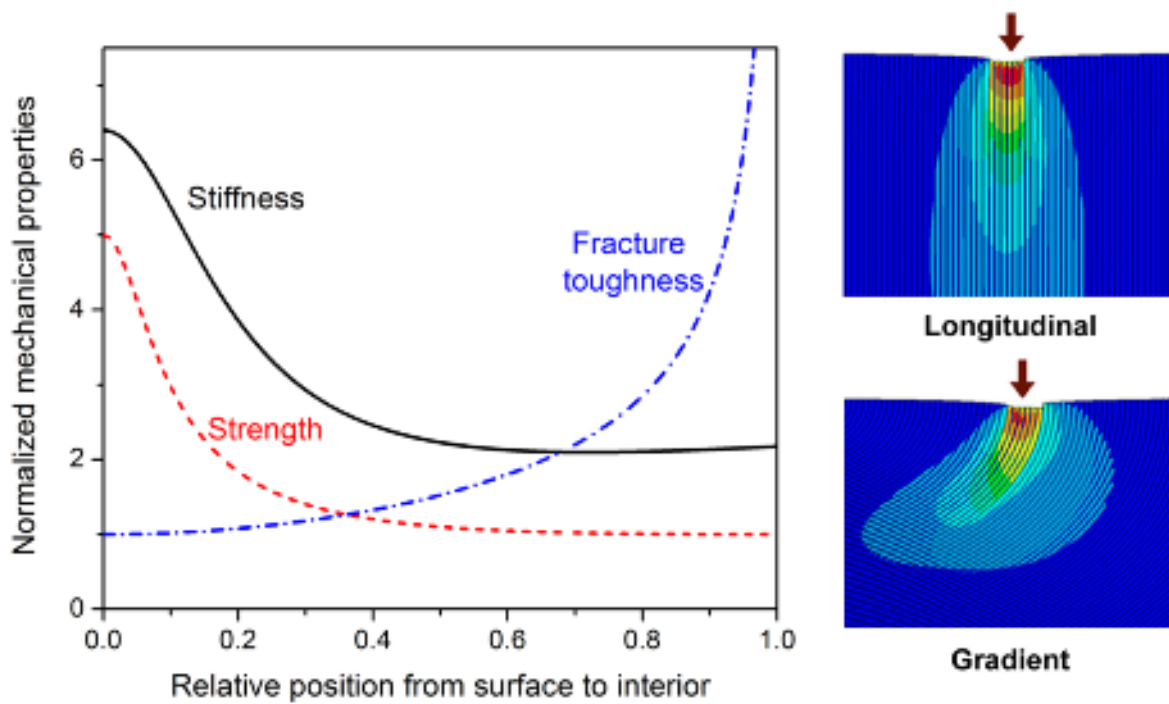 Normalized mechanical properties
6
4
2
0
Stiffness
Strength
Fracture
toughness
0.0 0.2 0.4 0.6 0.8 1.0
Relative position from surface to interior
Longitudinal
Gradient